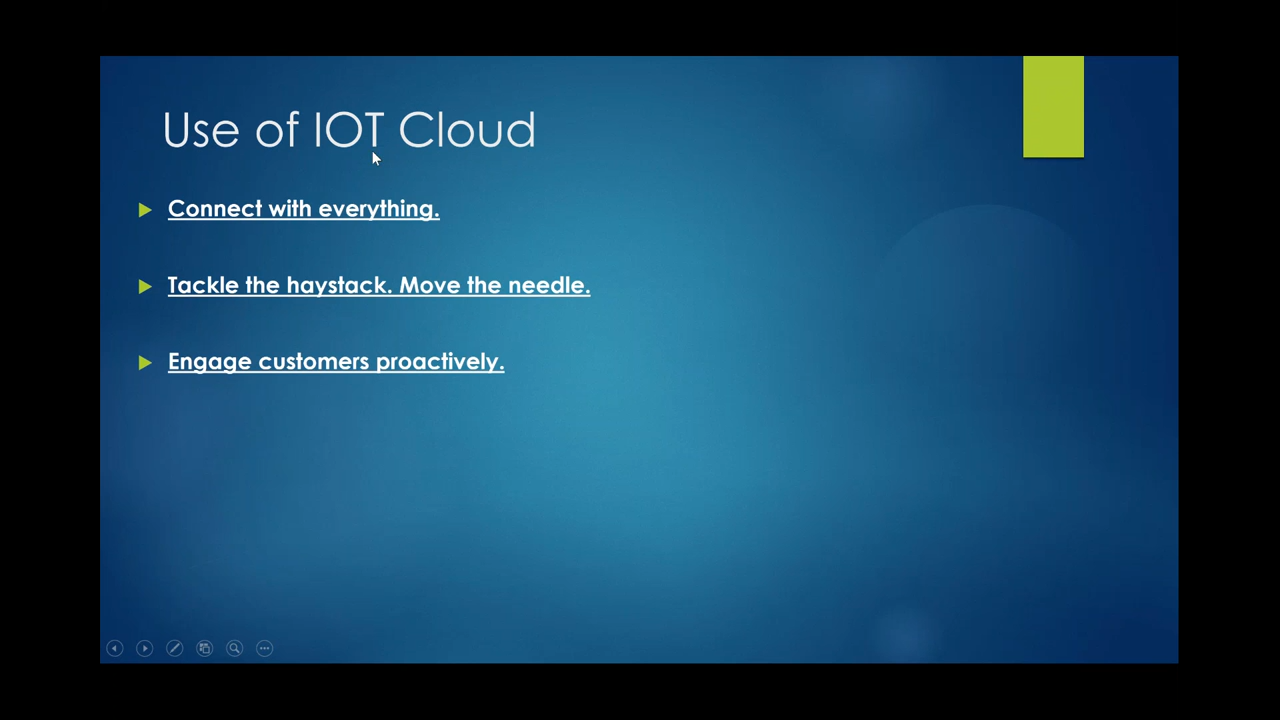 Use of IOT Cloud
Connect with everything.
Tackle the haystack. Move the needle.
Engage customers proactively.